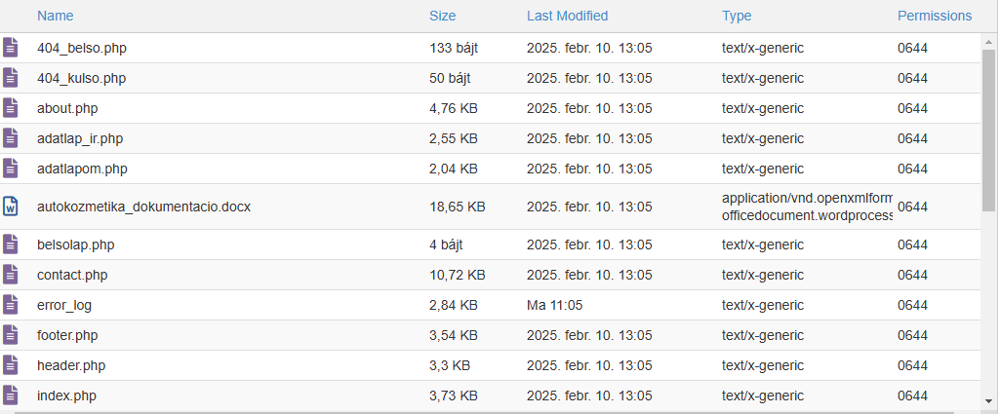 Name Size Last Modified Type Permissions
404_belso.php 133 bájt 2025. febr. 10. 13:05 text/x-generic 0644
404_kulso.php 50 bájt 2025. febr. 10. 13:05 text/x-generic 0644
about.php 4,76 KB 2025. febr. 10. 13:05 text/x-generic 0644
adatlap_ir.php 2,55 KB 2025. febr. 10. 13:05 text/x-generic 0644
adatlapom.php 2,04 KB 2025. febr. 10. 13:05 text/x-generic 0644
application/vnd.openxmlform
autokozmetika_dokumentacio.docx 18,65 KB 2025. febr. 10. 13:05 0644
officedocument.wordprocess
belsolap.php 4 bájt 2025. febr. 10. 13:05 text/x-generic 0644
contact.php 10,72 KB 2025. febr. 10. 13:05 text/x-generic 0644
error_log 2,84 KB Ma 11:05 text/x-generic 0644
footer.php 3,54 KB 2025. febr. 10. 13:05 text/x-generic 0644
header.php 3,3 KB 2025. febr. 10. 13:05 text/x-generic 0644
index.php 3,73 KB 2025. febr. 10. 13:05 text/x-generic 0644